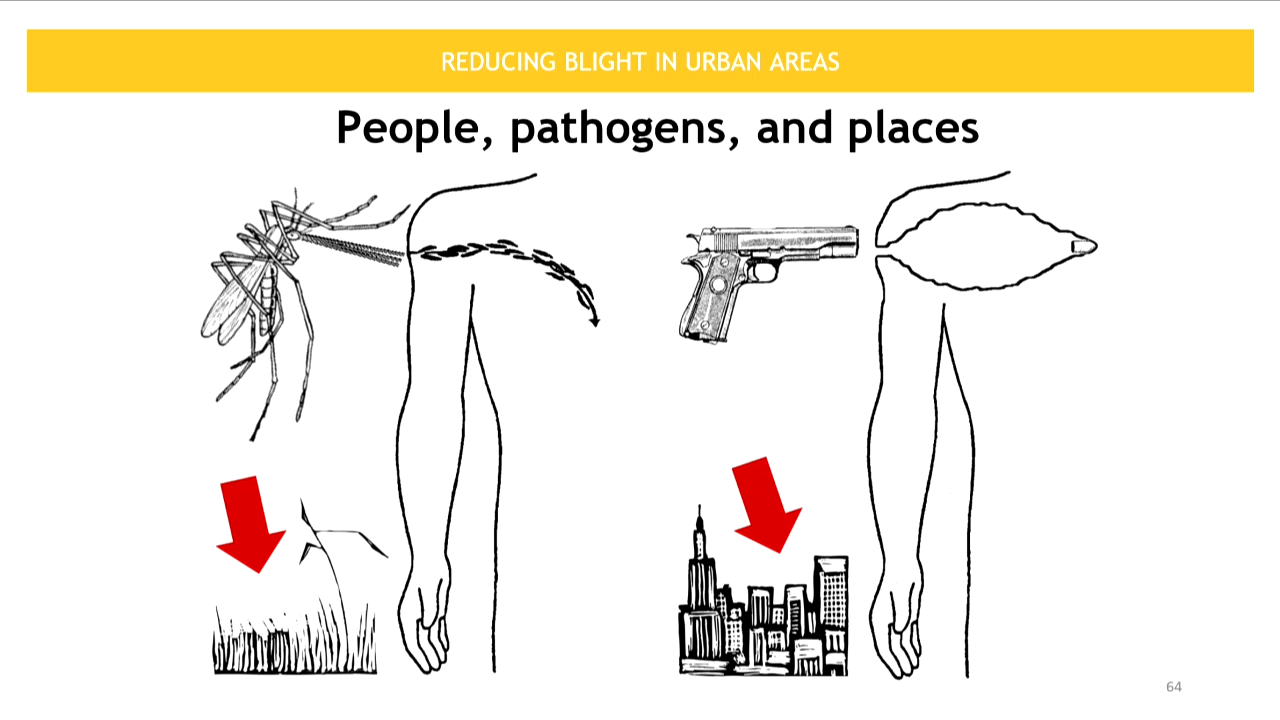 REDUCING BLIGHT IN URBAN AREAS
People, pathogens, and places
64